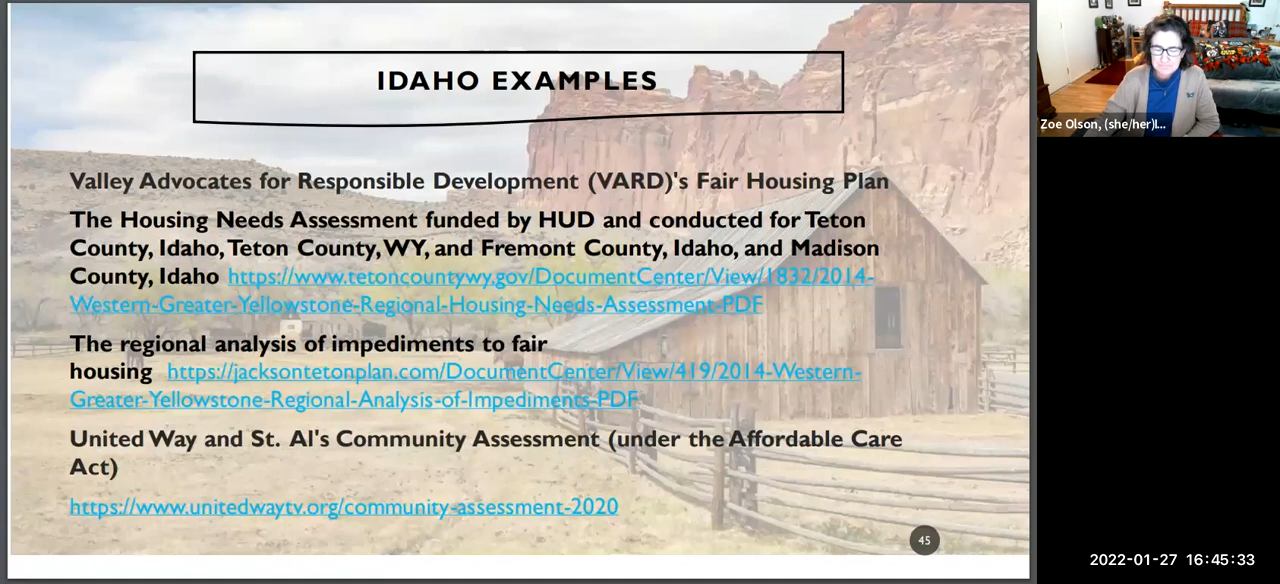 IDAHO EXAMPLES
Valley Advocates for Responsible Development (VARD)'s Fair Housing Plan
The Housing Needs Assessment funded by HUD and conducted for Teton
County, Idaho, Teton County, WY, and Fremont County, Idaho, and Madison
County, Idaho https://www.tetoncountywy.gov/DocumentCenter/View/1832/2014-
Western-Greater-Yellowstone-Regional-Housing-Needs-Assessment-PDF
The regional analysis of impediments to fair
housing https://jacksontetonplan.com/DocumentCenter/View/419/2014-Western-
Greater-Yellowstone-Regional-Analysis-of-Impediments-PDF
United Way and St. Al's Community Assessment (under the Affordable Care
Act)
https://www.unitedwaytv.org/community-assessment-2020
45
Zoe Olson, (she/her)I...
2022-01-27 16:45:33